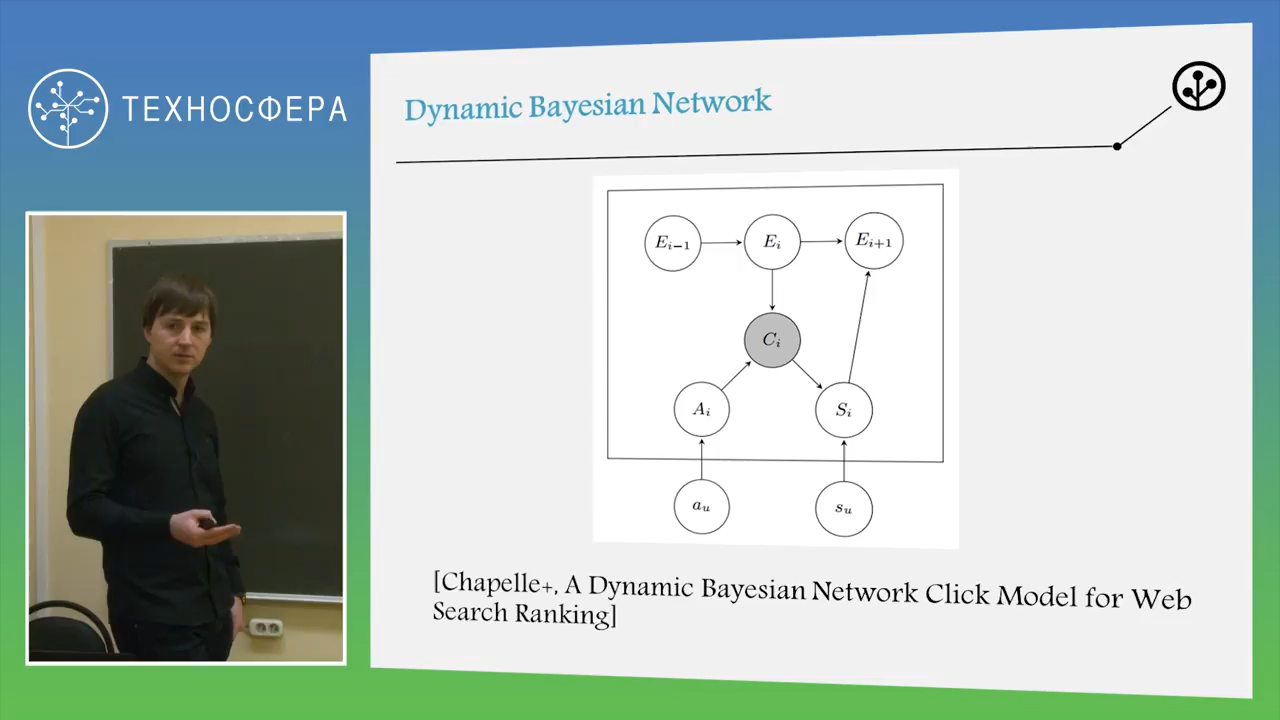 ТЕХНОСФЕРА
Dynamic Bayesian Network
E_{i−1}
E_i
E_{i+1}
C_i
A_i
S_i
a_u
s_u
[Chapelle+, A Dynamic Bayesian Network Click Model for Web
Search Ranking]